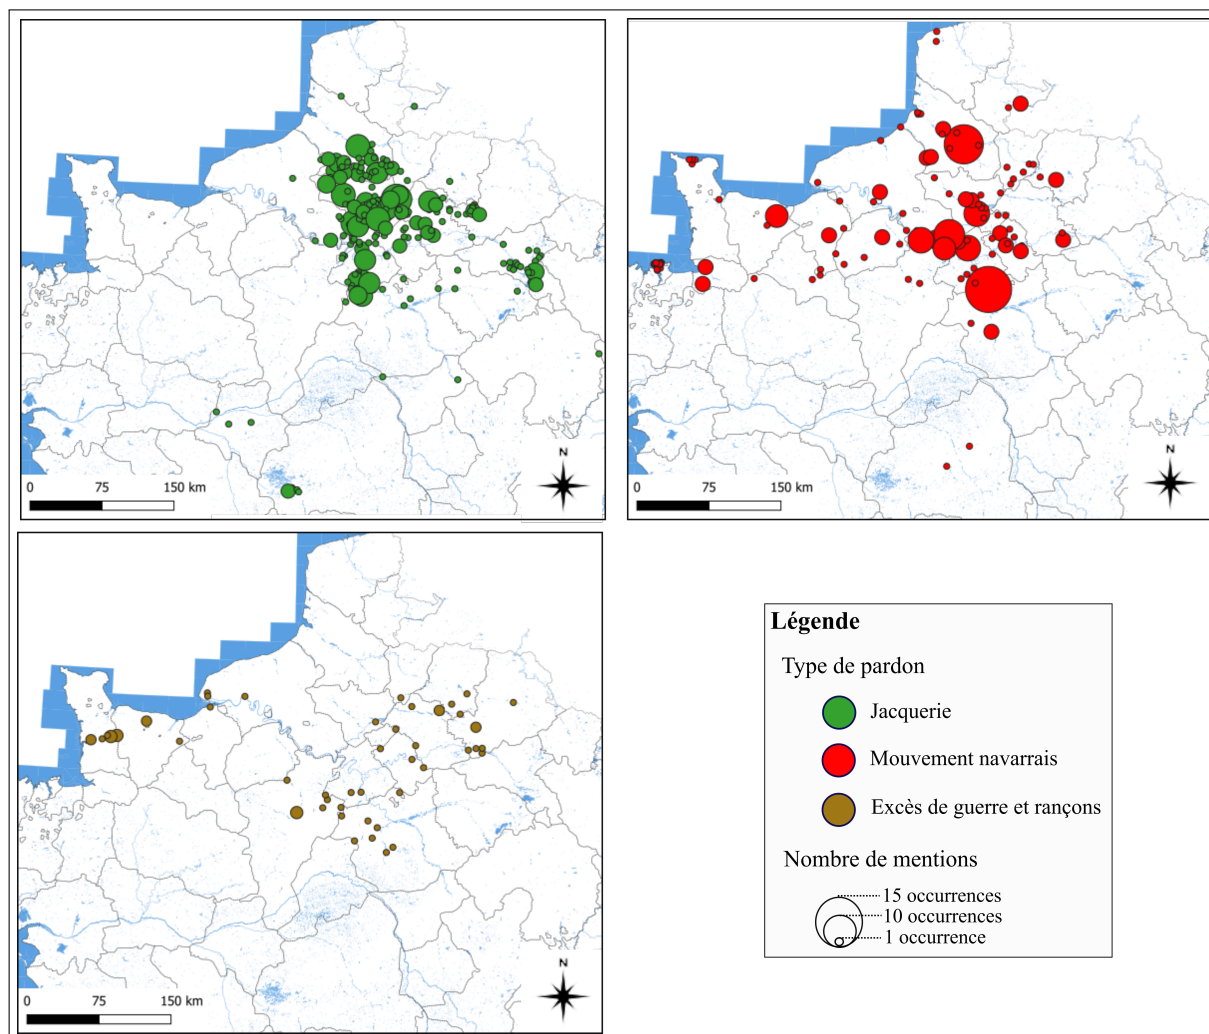 N
0
75
150 km
N
0
75
150 km
N
0
75
150 km
Légende
Type de pardon
Jacquerie
Mouvement navarrais
Excès de guerre et rançons
Nombre de mentions
15 occurrences
10 occurrences
1 occurrence